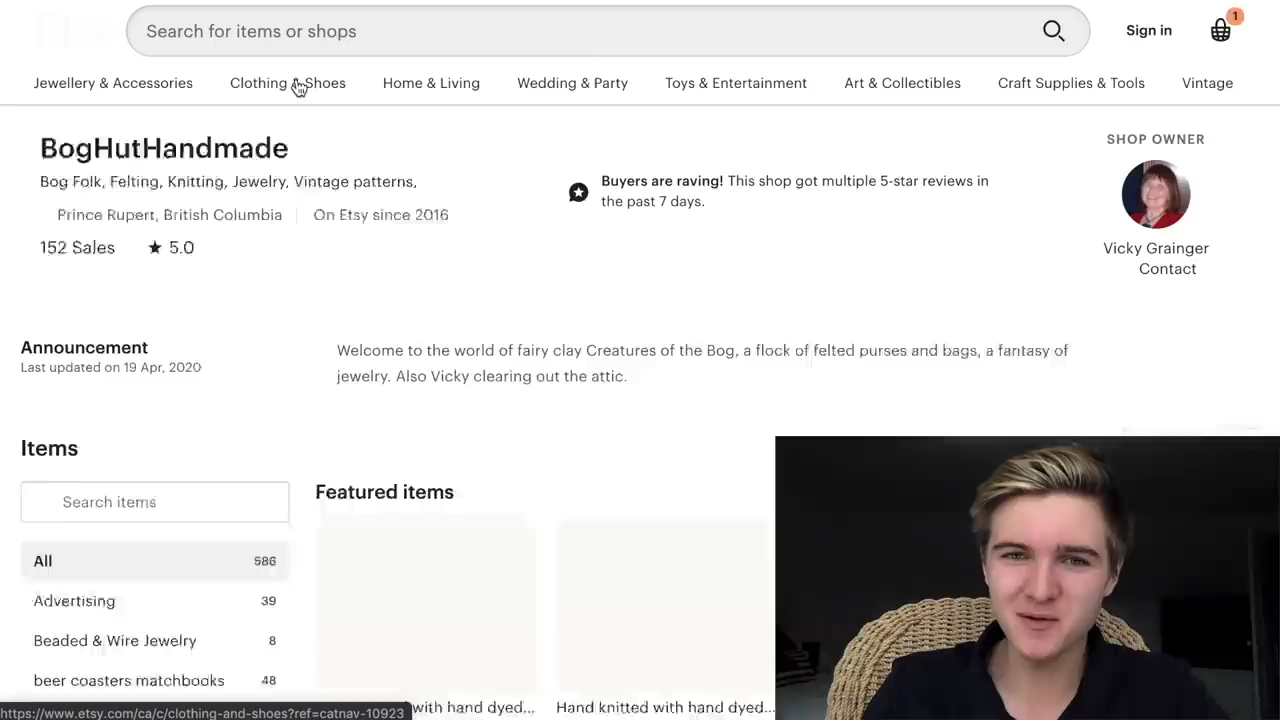 Search for items or shops
Sign in
1
Jewellery & Accessories
Clothing & Shoes
Home & Living
Wedding & Party
Toys & Entertainment
Art & Collectibles
Craft Supplies & Tools
Vintage
BogHutHandmade
Bog Folk, Felting, Knitting, Jewelry, Vintage patterns,
Prince Rupert, British Columbia
On Etsy since 2016
152 Sales
★ 5.0
Buyers are raving! This shop got multiple 5-star reviews in
the past 7 days.
SHOP OWNER
Vicky Grainger
Contact
Announcement
Last updated on 19 Apr, 2020
Welcome to the world of fairy clay Creatures of the Bog, a flock of felted purses and bags, a fantasy of
jewelry. Also Vicky clearing out the attic.
Items
Search items
All 586
Advertising 39
Beaded & Wire Jewelry 8
beer coasters matchbooks 48
Featured items
with hand dyed...
Hand knitted with hand dyed...
https://www.etsy.com/ca/c/clothing-and-shoes?ref=catnav-10923